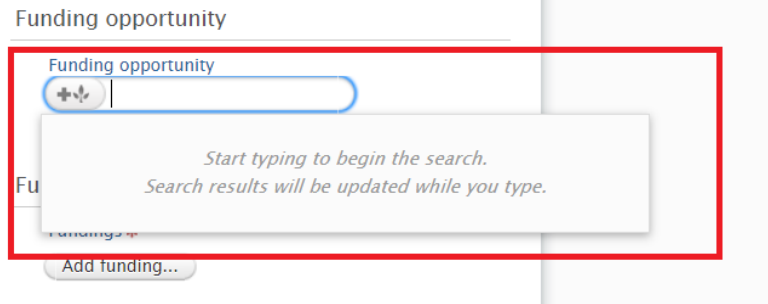 Funding opportunity
Funding opportunity
Start typing to begin the search.
Search results will be updated while you type.
Fu
Fundings *
Add funding...